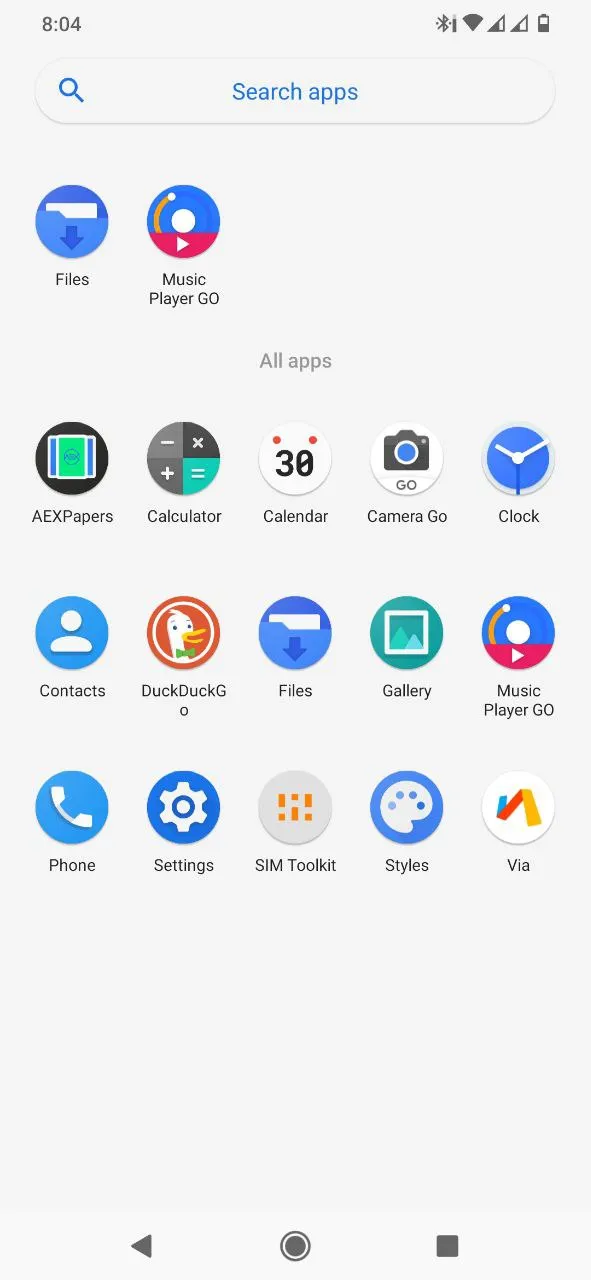 8:04
Search apps
Files
Music
Player GO
All apps
30
GO
AEXPapers
Calculator
Calendar
Camera Go
Clock
Contacts
DuckDuckG
o
Files
Gallery
Music
Player GO
Phone
Settings
SIM Toolkit
Styles
Via